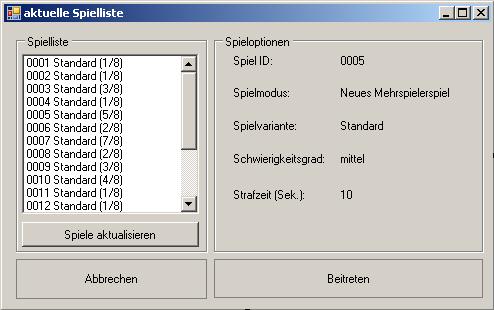 aktuelle Spielliste
Spielliste
0001 Standard (1/8)
0002 Standard (1/8)
0003 Standard (3/8)
0004 Standard (1/8)
0005 Standard (5/8)
0006 Standard (2/8)
0007 Standard (7/8)
0008 Standard (2/8)
0009 Standard (3/8)
0010 Standard (4/8)
0011 Standard (1/8)
0012 Standard (1/8)
Spiele aktualisieren
Spieloptionen
Spiel ID: 0005
Spielmodus: Neues Mehrspielerspiel
Spielvariante: Standard
Schwierigkeitsgrad: mittel
Strafzeit (Sek.): 10
Abbrechen
Beitreten